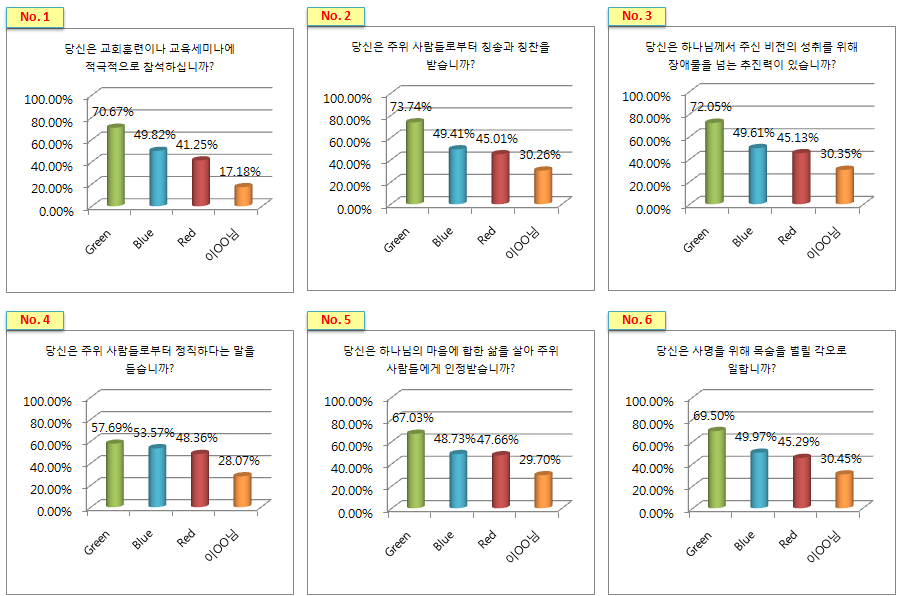 No. 1
당신은 교회훈련이나 교육세미나에
적극적으로 참석하십니까?
100.00%
80.00%
60.00%
40.00%
20.00%
0.00%
70.67%
49.82%
41.25%
17.18%
Green
Blue
Red
이OO님
No. 2
당신은 주위 사람들로부터 칭송과 칭찬을
받습니까?
100.00%
80.00%
60.00%
40.00%
20.00%
0.00%
73.74%
49.41%
45.01%
30.26%
Green
Blue
Red
이OO님
No. 3
당신은 하나님께서 주신 비전의 성취를 위해
장애물을 넘는 추진력이 있습니까?
100.00%
80.00%
60.00%
40.00%
20.00%
0.00%
72.05%
49.61%
45.13%
30.35%
Green
Blue
Red
이OO님
No. 4
당신은 주위 사람들로부터 정직하다는 말을
듣습니까?
100.00%
80.00%
60.00%
40.00%
20.00%
0.00%
57.69%
53.57%
48.36%
28.07%
Green
Blue
Red
이OO님
No. 5
당신은 하나님의 마음에 합한 삶을 살아 주위
사람들에게 인정받습니까?
100.00%
80.00%
60.00%
40.00%
20.00%
0.00%
67.03%
48.73%
47.66%
29.70%
Green
Blue
Red
이OO님
No. 6
당신은 사명을 위해 목숨을 버릴 각오로
일합니까?
100.00%
80.00%
60.00%
40.00%
20.00%
0.00%
69.50%
49.97%
45.29%
30.45%
Green
Blue
Red
이OO님